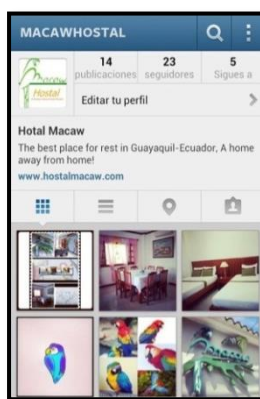 MACAWHOSTAL
Macaw
Hostal
14 23 5
publicaciones seguidores Sigues a
Editar tu perfil
Hotal Macaw
The best place for rest in Guayaquil-Ecuador, A home
away from home!
www.hostalmacaw.com